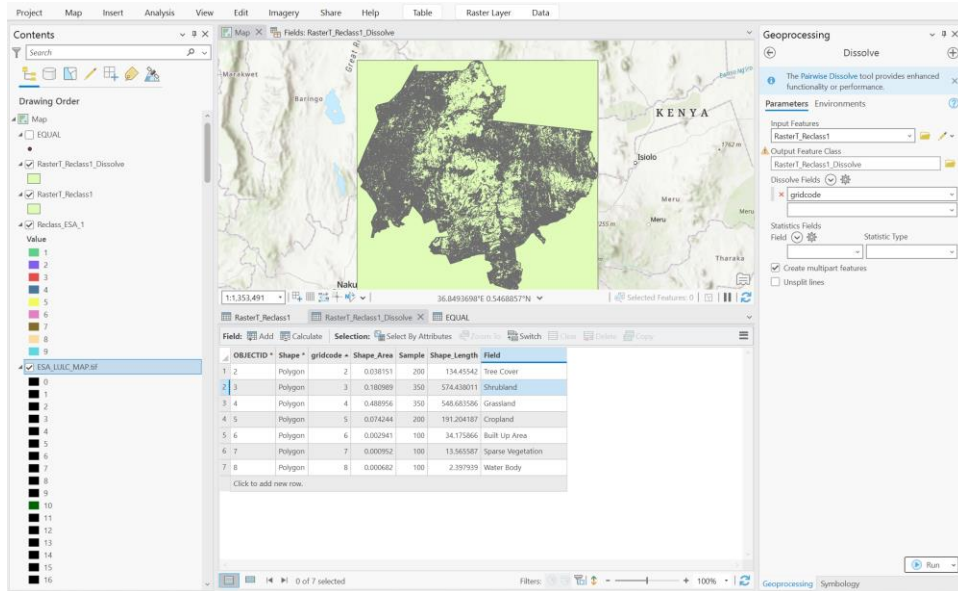 Project Map Insert Analysis View Edit Imagery Share Help Table Raster Layer Data
Contents
Search
Drawing Order
Map
EQUAL
RasterT_Reclass1_Dissolve
RasterT_Reclass1
Reclass_ESA_1
Value
1
2
3
4
5
6
7
8
9
ESA_LULC_MAP.tif
0
1
2
3
4
5
6
7
8
9
10
11
12
13
14
15
16
Map Fields: RasterT_Reclass1_Dissolve
Marakwet
Great
Baringo
KENYA
Isiolo
1762 m
Meru
Meru
Meru
Tharaka
Naku
1:1,353,491 36.8493698°E 0.5468857°N Selected Features: 0
RasterT_Reclass1 RasterT_Reclass1_Dissolve EQUAL
Field: Add Calculate Selection: Select By Attributes Zoom To Switch Clear Delete Copy
OBJECTID * Shape * gridcode Shape_Area Sample Shape_Length Field
1 2 Polygon 2 0.038151 200 134.45542 Tree Cover
2 3 Polygon 3 0.180989 350 574.438011 Shrubland
3 4 Polygon 4 0.488956 350 548.683586 Grassland
4 5 Polygon 5 0.074244 200 191.204187 Cropland
5 6 Polygon 6 0.002941 100 34.175866 Built Up Area
6 7 Polygon 7 0.000952 100 13.565587 Sparse Vegetation
7 8 Polygon 8 0.000682 100 2.397939 Water Body
Click to add new row.
0 of 7 selected Filters: 100%
Geoprocessing
Dissolve
The Pairwise Dissolve tool provides enhanced
functionality or performance.
Parameters Environments
Input Features
RasterT_Reclass1
Output Feature Class
RasterT_Reclass1_Dissolve
Dissolve Fields
gridcode
Statistics Fields
Field Statistic Type
Create multipart features
Unsplit lines
Run
Geoprocessing Symbology